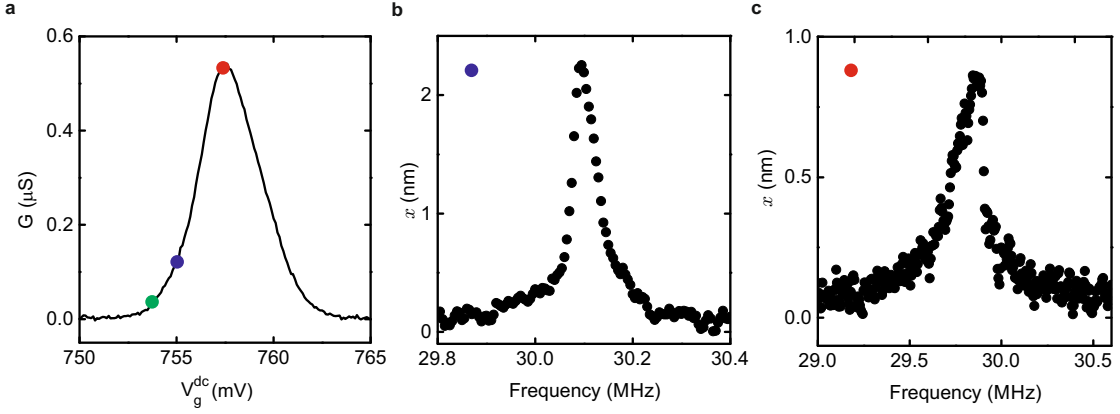 a
0.6
0.4
0.2
0.0
G (μS)
750
755
760
765
V_g^dc (mV)
b
2
1
0
x (nm)
29.8
30.0
30.2
30.4
Frequency (MHz)
c
1.0
0.5
0.0
x (nm)
29.0
29.5
30.0
30.5
Frequency (MHz)